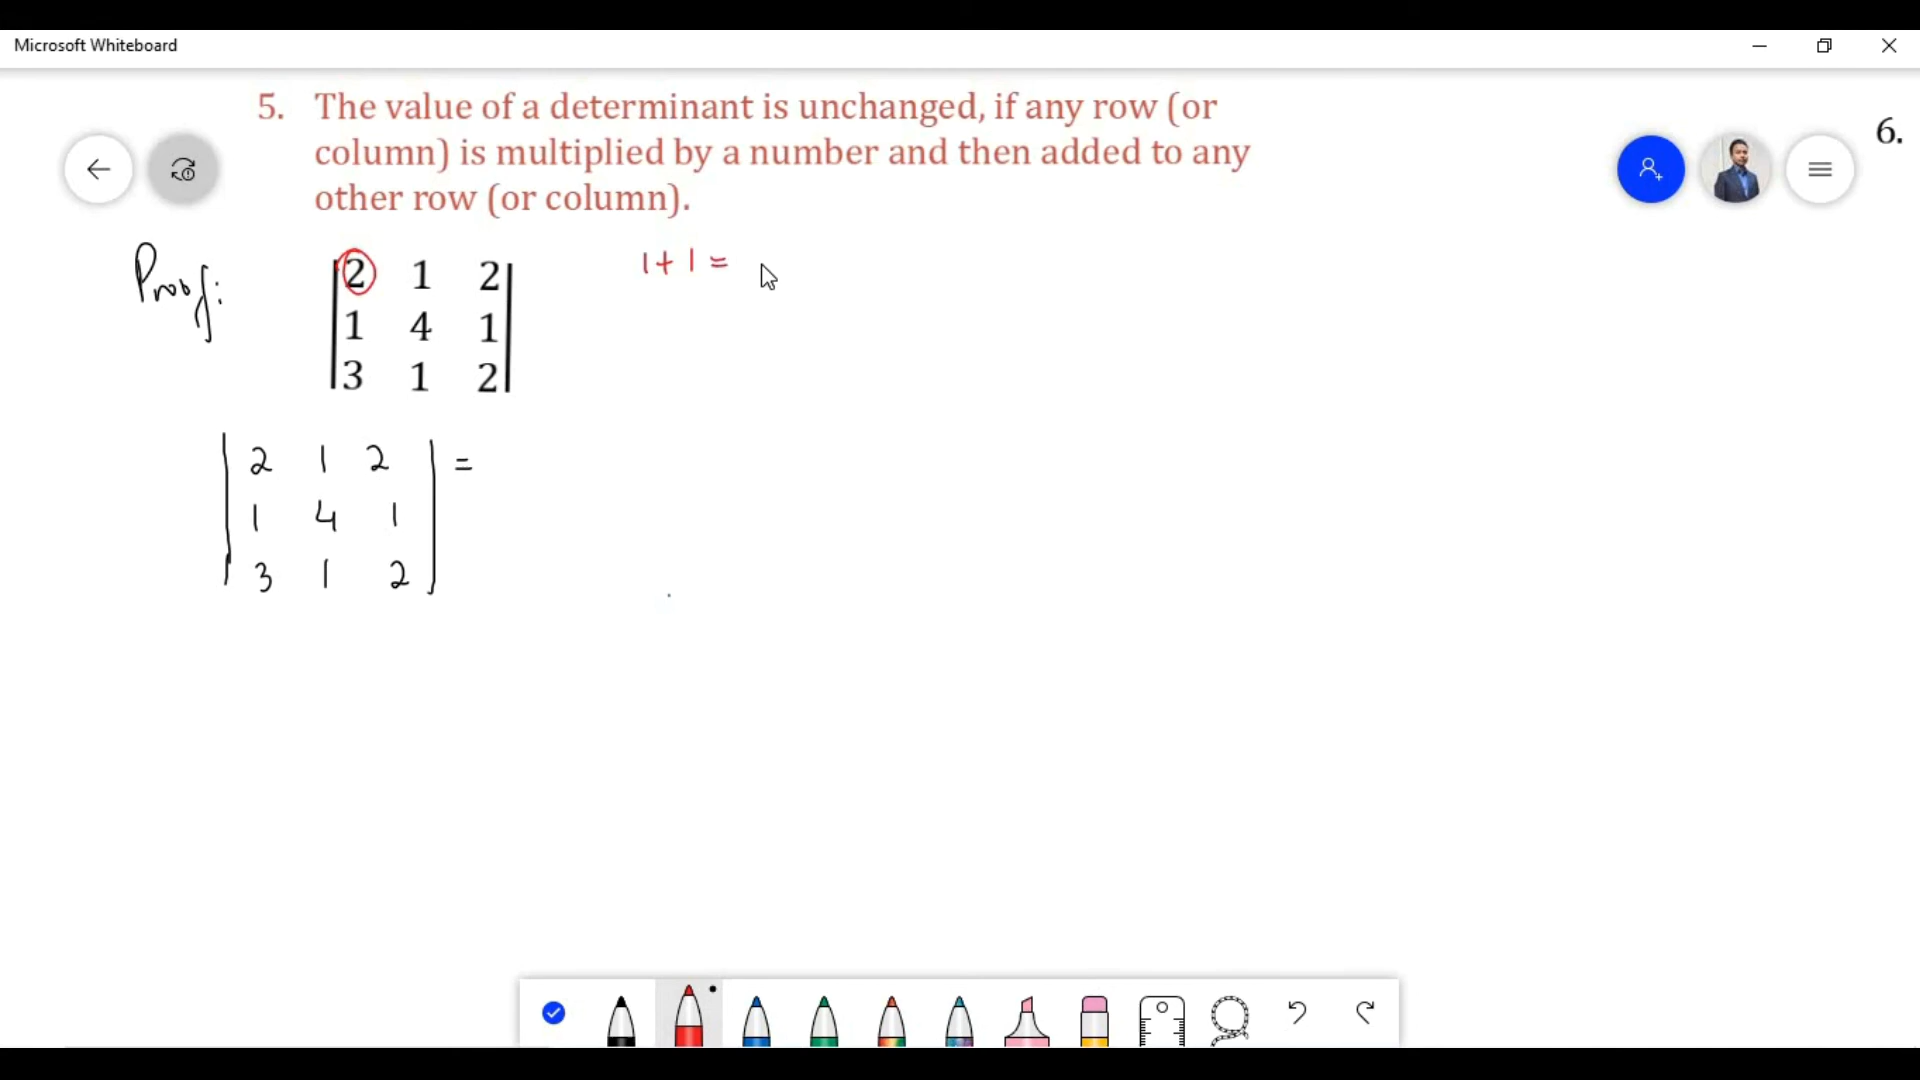 Microsoft Whiteboard
5. The value of a determinant is unchanged, if any row (or
column) is multiplied by a number and then added to any
other row (or column).
6.
Proof:
2 1 2
1 4 1
3 1 2
1 + 1 =
2 1 2 =
1 4 1
3 1 2